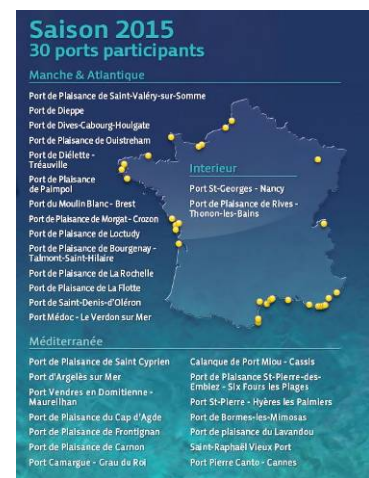 Saison 2015
30 ports participants
Manche & Atlantique
Port de Plaisance de Saint-Valéry-sur-Somme
Port de Dieppe
Port de Dives-Cabourg-Houlgate
Port de Plaisance de Ouistreham
Port de Diélette -
Tréauville
Port de Plaisance
de Paimpol
Port du Moulin Blanc - Brest
Port de Plaisance de Morgat - Crozon
Port de Plaisance de Loctudy
Port de Plaisance de Bourgenay -
Talmont-Saint-Hilaire
Port de Plaisance de La Rochelle
Port de Plaisance de La Flotte
Port de Saint-Denis-d'Oléron
Port Médoc - Le Verdon sur Mer
Interieur
Port St-Georges - Nancy
Port de Plaisance de Rives -
Thonon-les-Bains
Méditerranée
Port de Plaisance de Saint Cyprien
Port d'Argelès sur Mer
Port Vendres en Domitienne -
Maureilhan
Port de Plaisance du Cap d'Agde
Port de Plaisance de Frontignan
Port de Plaisance de Carnon
Port Camargue - Grau du Roi
Calanque de Port Miou - Cassis
Port de Plaisance St-Pierre-des-
Embiez - Six Fours les Plages
Port St-Pierre - Hyères les Palmiers
Port de Bormes-les-Mimosas
Port de plaisance du Lavandou
Saint-Raphaël Vieux Port
Port Pierre Canto - Cannes